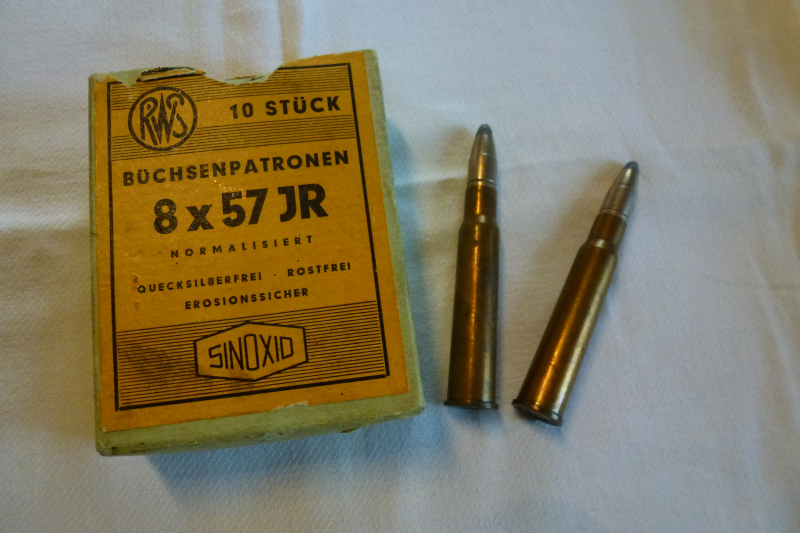 RWS 10 STÜCK
BÜCHSENPATRONEN
8 x 57 JR
NORMALISIERT
QUECKSILBERFREI · ROSTFREI
EROSIONSSICHER
SINOXID